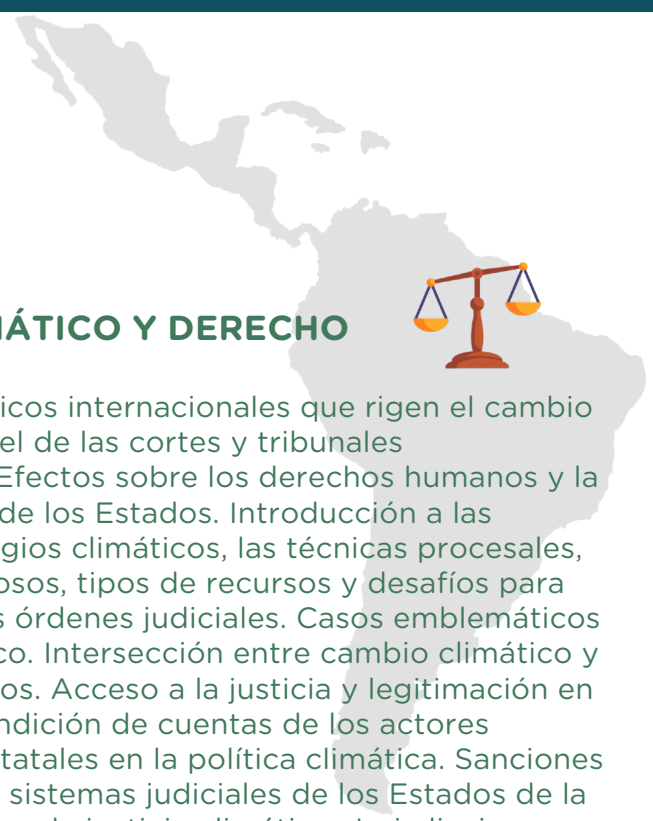 MÁTICO Y DERECHO
icos internacionales que rigen el cambio
el de las cortes y tribunales
Efectos sobre los derechos humanos y la
de los Estados. Introducción a las
gios climáticos, las técnicas procesales,
osos, tipos de recursos y desafíos para
s órdenes judiciales. Casos emblemáticos
co. Intersección entre cambio climático y
os. Acceso a la justicia y legitimación en
ndición de cuentas de los actores
tatales en la política climática. Sanciones
sistemas judiciales de los Estados de la